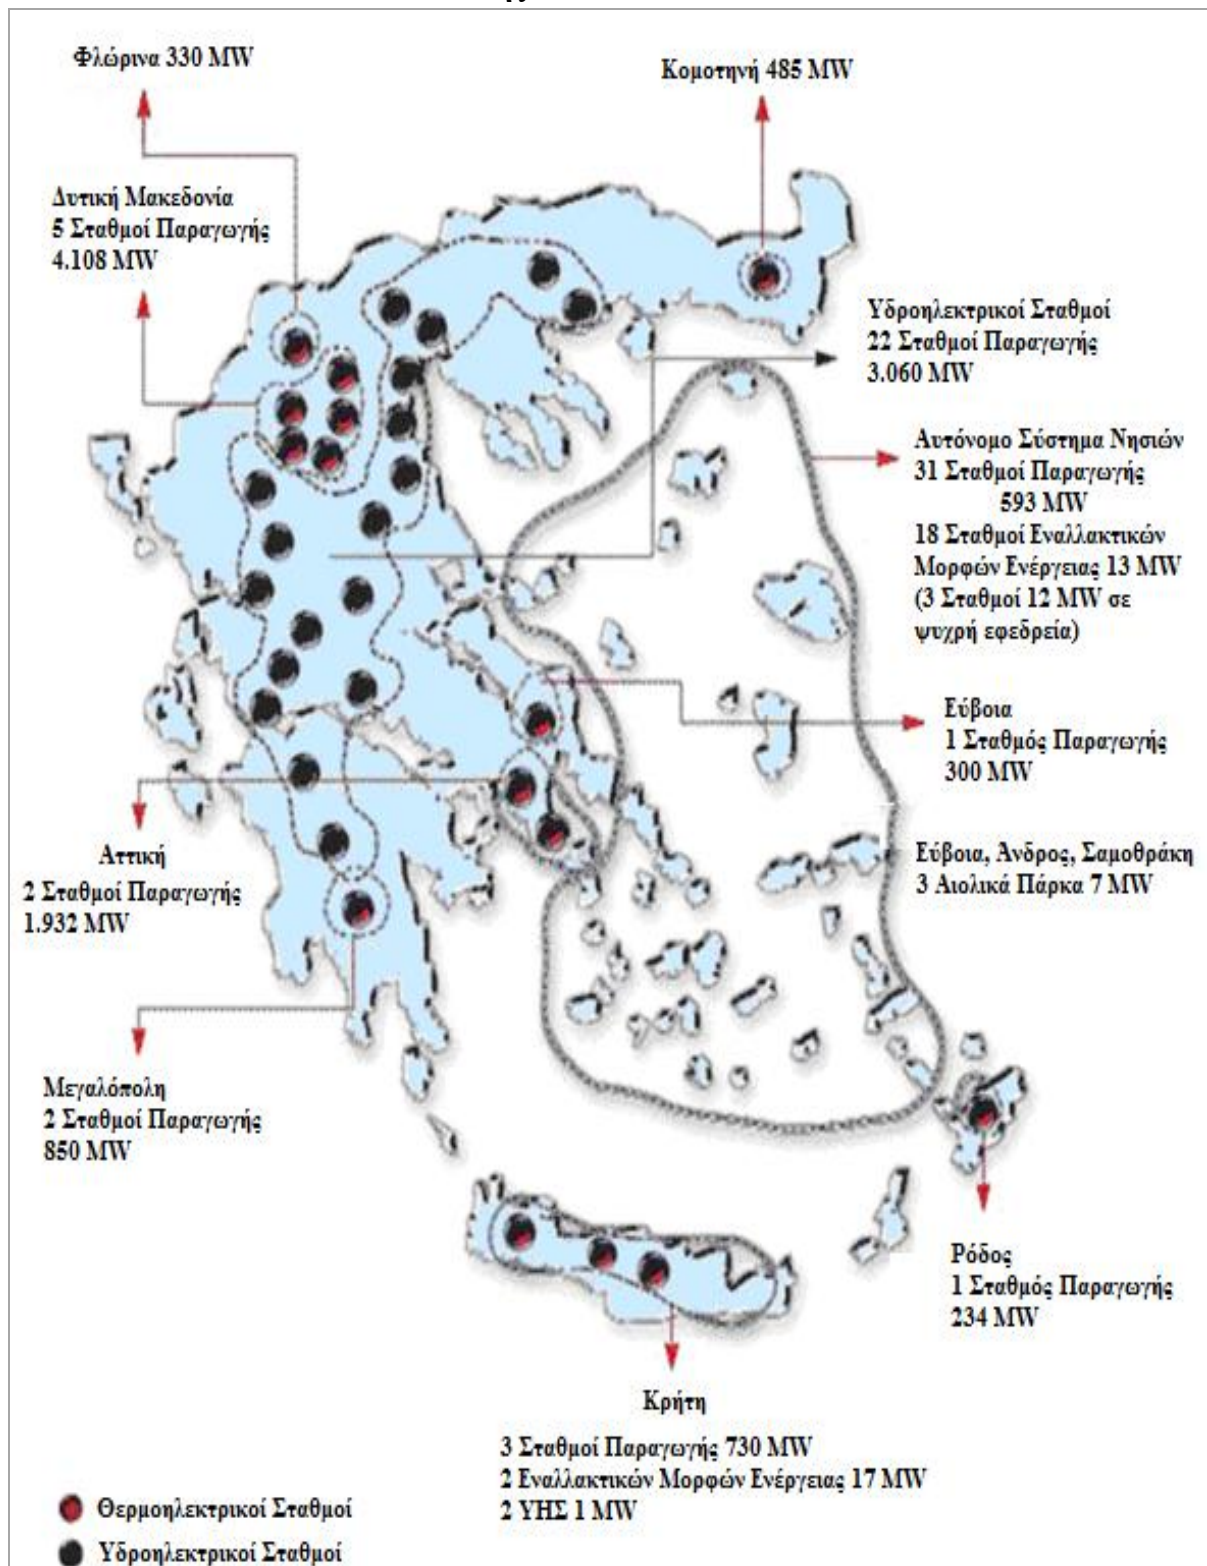 Φλώρινα 330 MW
Κομοτηνή 485 MW
Δυτική Μακεδονία
5 Σταθμοί Παραγωγής
4.108 MW
Υδροηλεκτρικοί Σταθμοί
22 Σταθμοί Παραγωγής
3.060 MW
Αυτόνομο Σύστημα Νησιών
31 Σταθμοί Παραγωγής
593 MW
18 Σταθμοί Εναλλακτικών
Μορφών Ενέργειας 13 MW
(3 Σταθμοί 12 MW σε
ψυχρή εφεδρεία)
Εύβοια
1 Σταθμός Παραγωγής
300 MW
Εύβοια, Άνδρος, Σαμοθράκη
3 Αιολικά Πάρκα 7 MW
Αττική
2 Σταθμοί Παραγωγής
1.932 MW
Μεγαλόπολη
2 Σταθμοί Παραγωγής
850 MW
Ρόδος
1 Σταθμός Παραγωγής
234 MW
Κρήτη
3 Σταθμοί Παραγωγής 730 MW
2 Εναλλακτικών Μορφών Ενέργειας 17 MW
2 ΥΗΣ 1 MW
Θερμοηλεκτρικοί Σταθμοί
Υδροηλεκτρικοί Σταθμοί